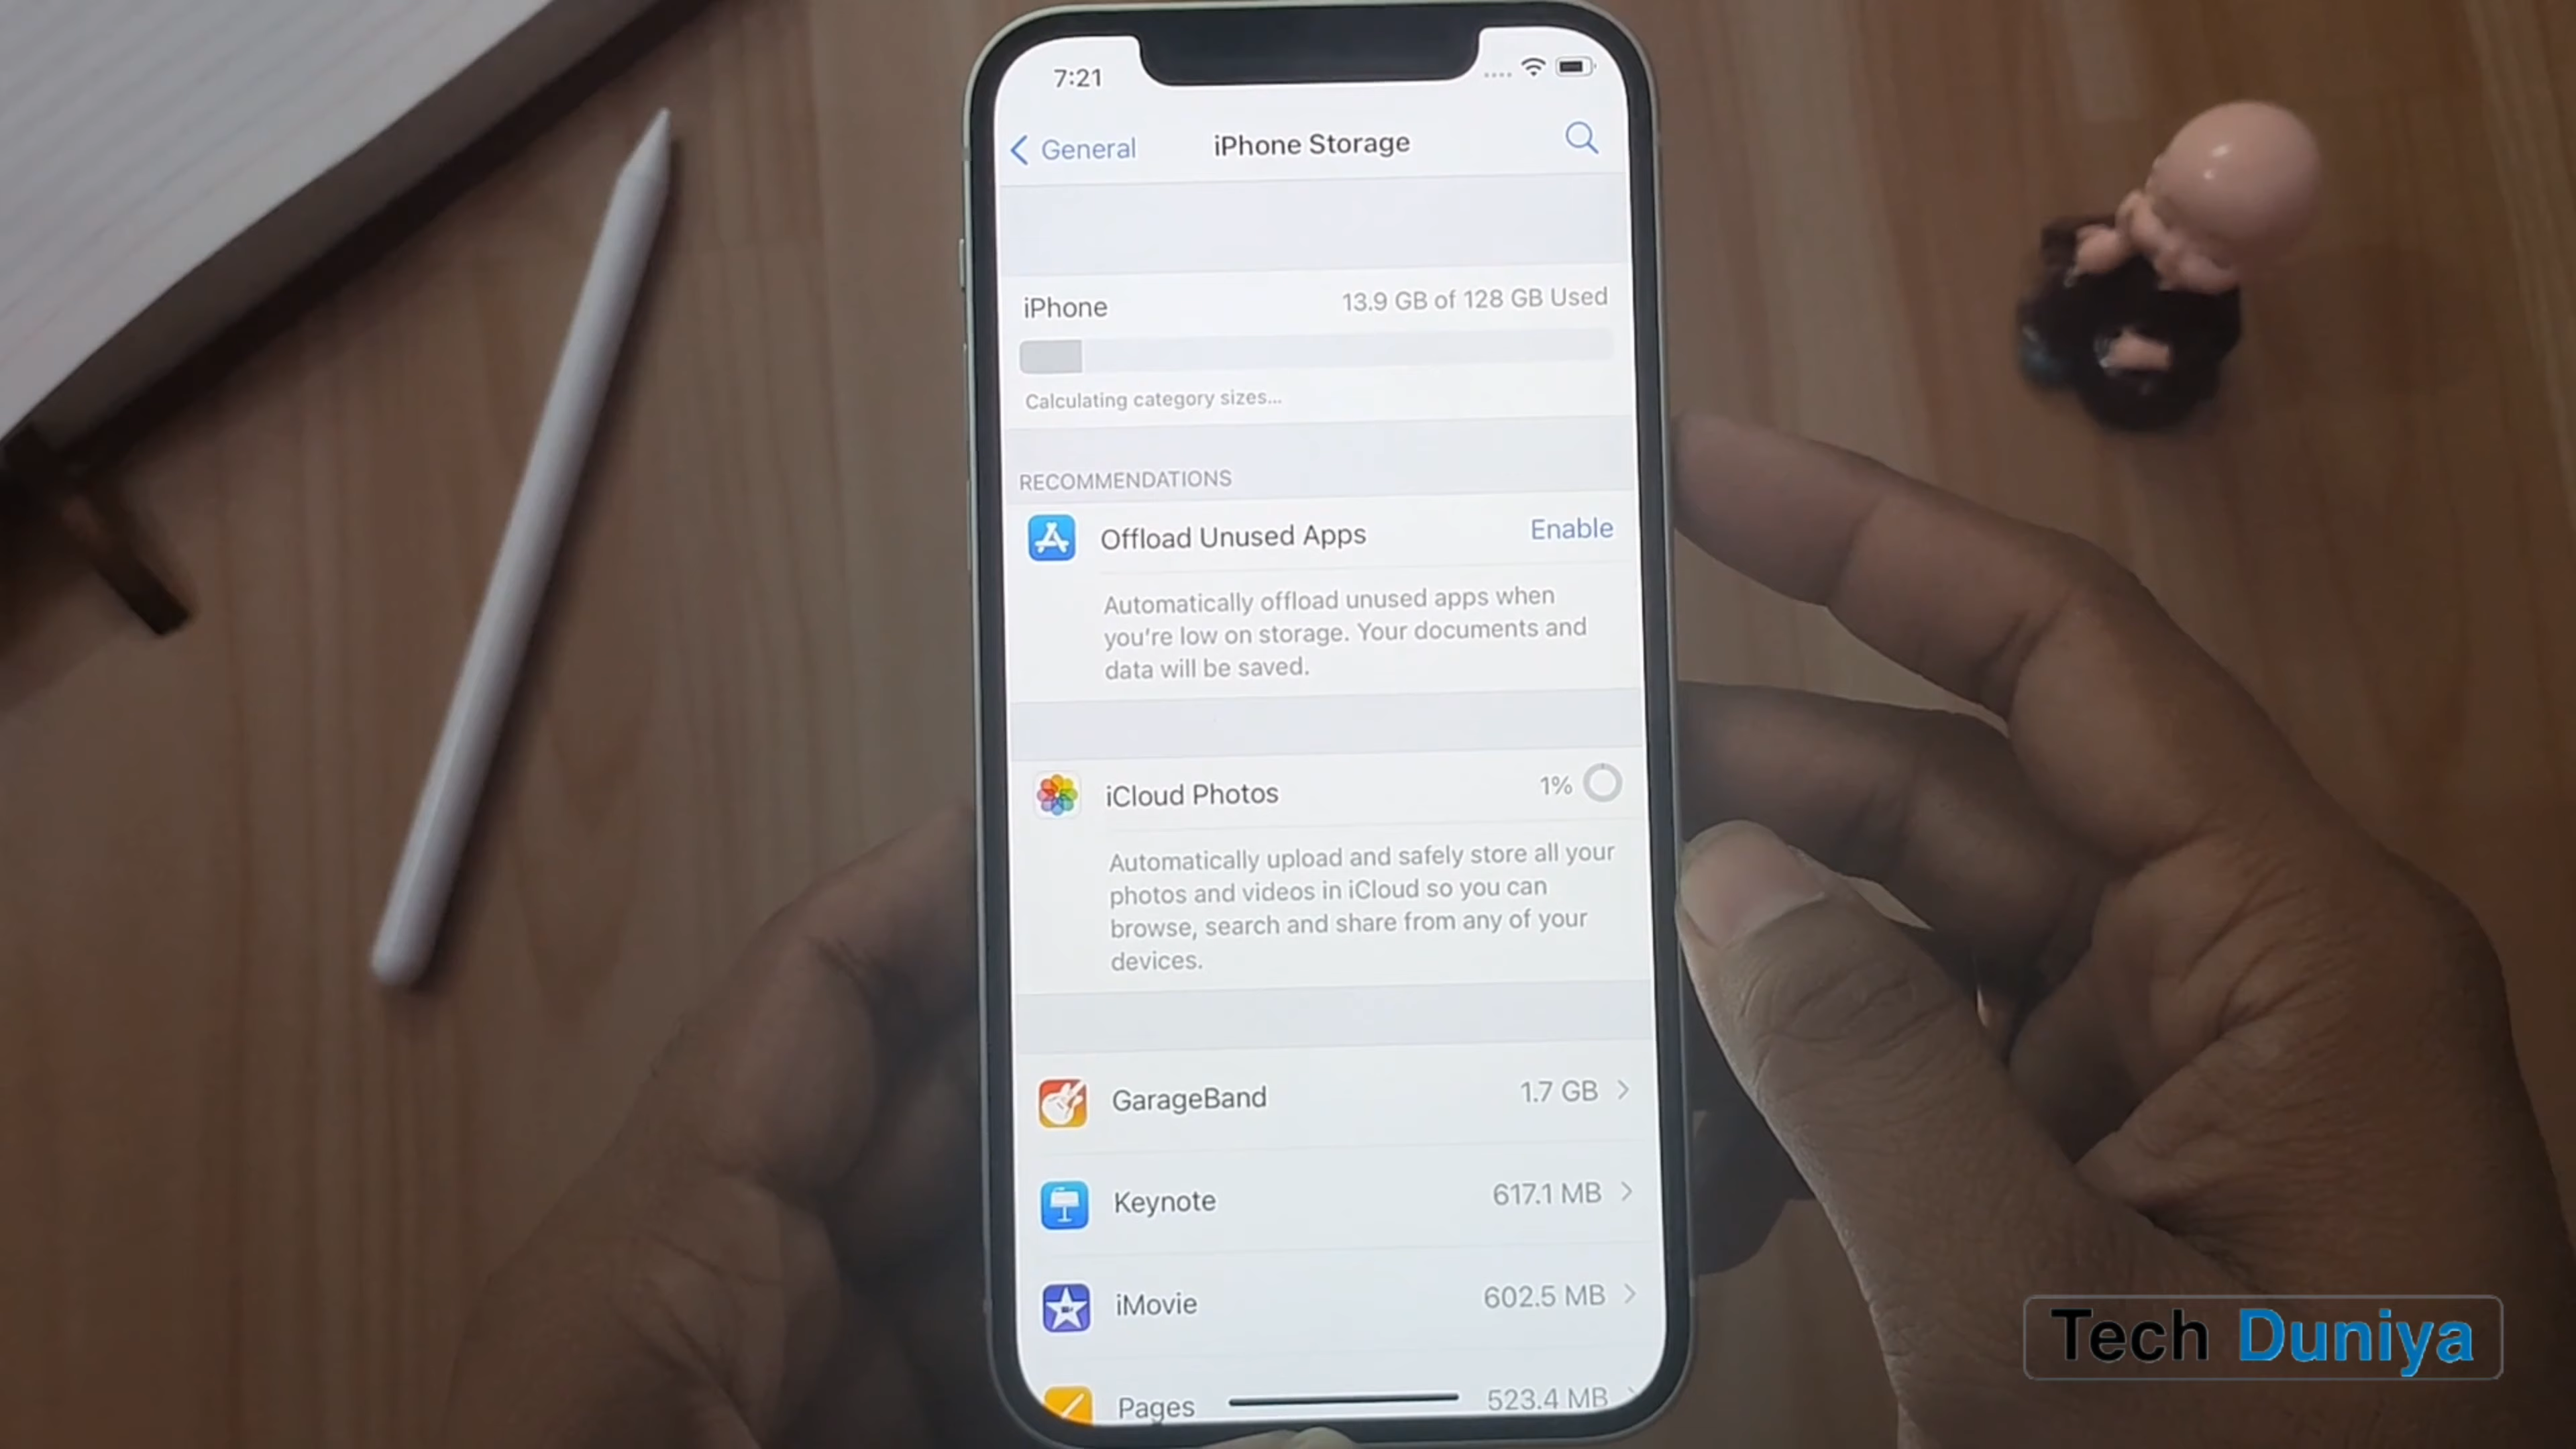 7:21
General
iPhone Storage
iPhone
13.9 GB of 128 GB Used
Calculating category sizes...
RECOMMENDATIONS
Offload Unused Apps
Enable
Automatically offload unused apps when
you're low on storage. Your documents and
data will be saved.
iCloud Photos
1%
Automatically upload and safely store all your
photos and videos in iCloud so you can
browse, search and share from any of your
devices.
GarageBand
1.7 GB
Keynote
617.1 MB
iMovie
602.5 MB
Pages
523.4 MB
Tech Duniya